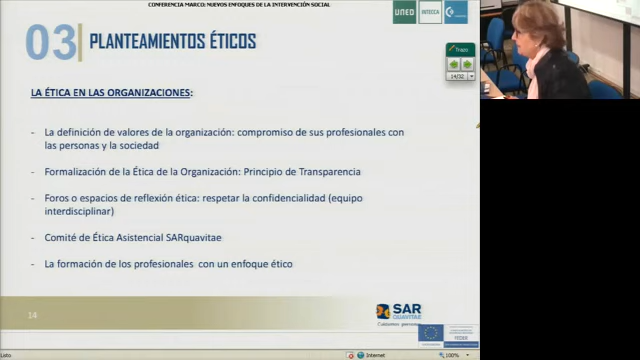 CONFERENCIA MARCO: NUEVOS ENFOQUES DE LA INTERVENCIÓN SOCIAL
UNED
INTECCA
03 PLANTEAMIENTOS ÉTICOS
Trazo
14/32
LA ÉTICA EN LAS ORGANIZACIONES:
- La definición de valores de la organización: compromiso de sus profesionales con
las personas y la sociedad
- Formalización de la Ética de la Organización: Principio de Transparencia
- Foros o espacios de reflexión ética: respetar la confidencialidad (equipo
interdisciplinar)
- Comité de Ética Asistencial SARquavitae
- La formación de los profesionales con un enfoque ético
14
SAR
QUAVITAE
Listo
Internet
100%